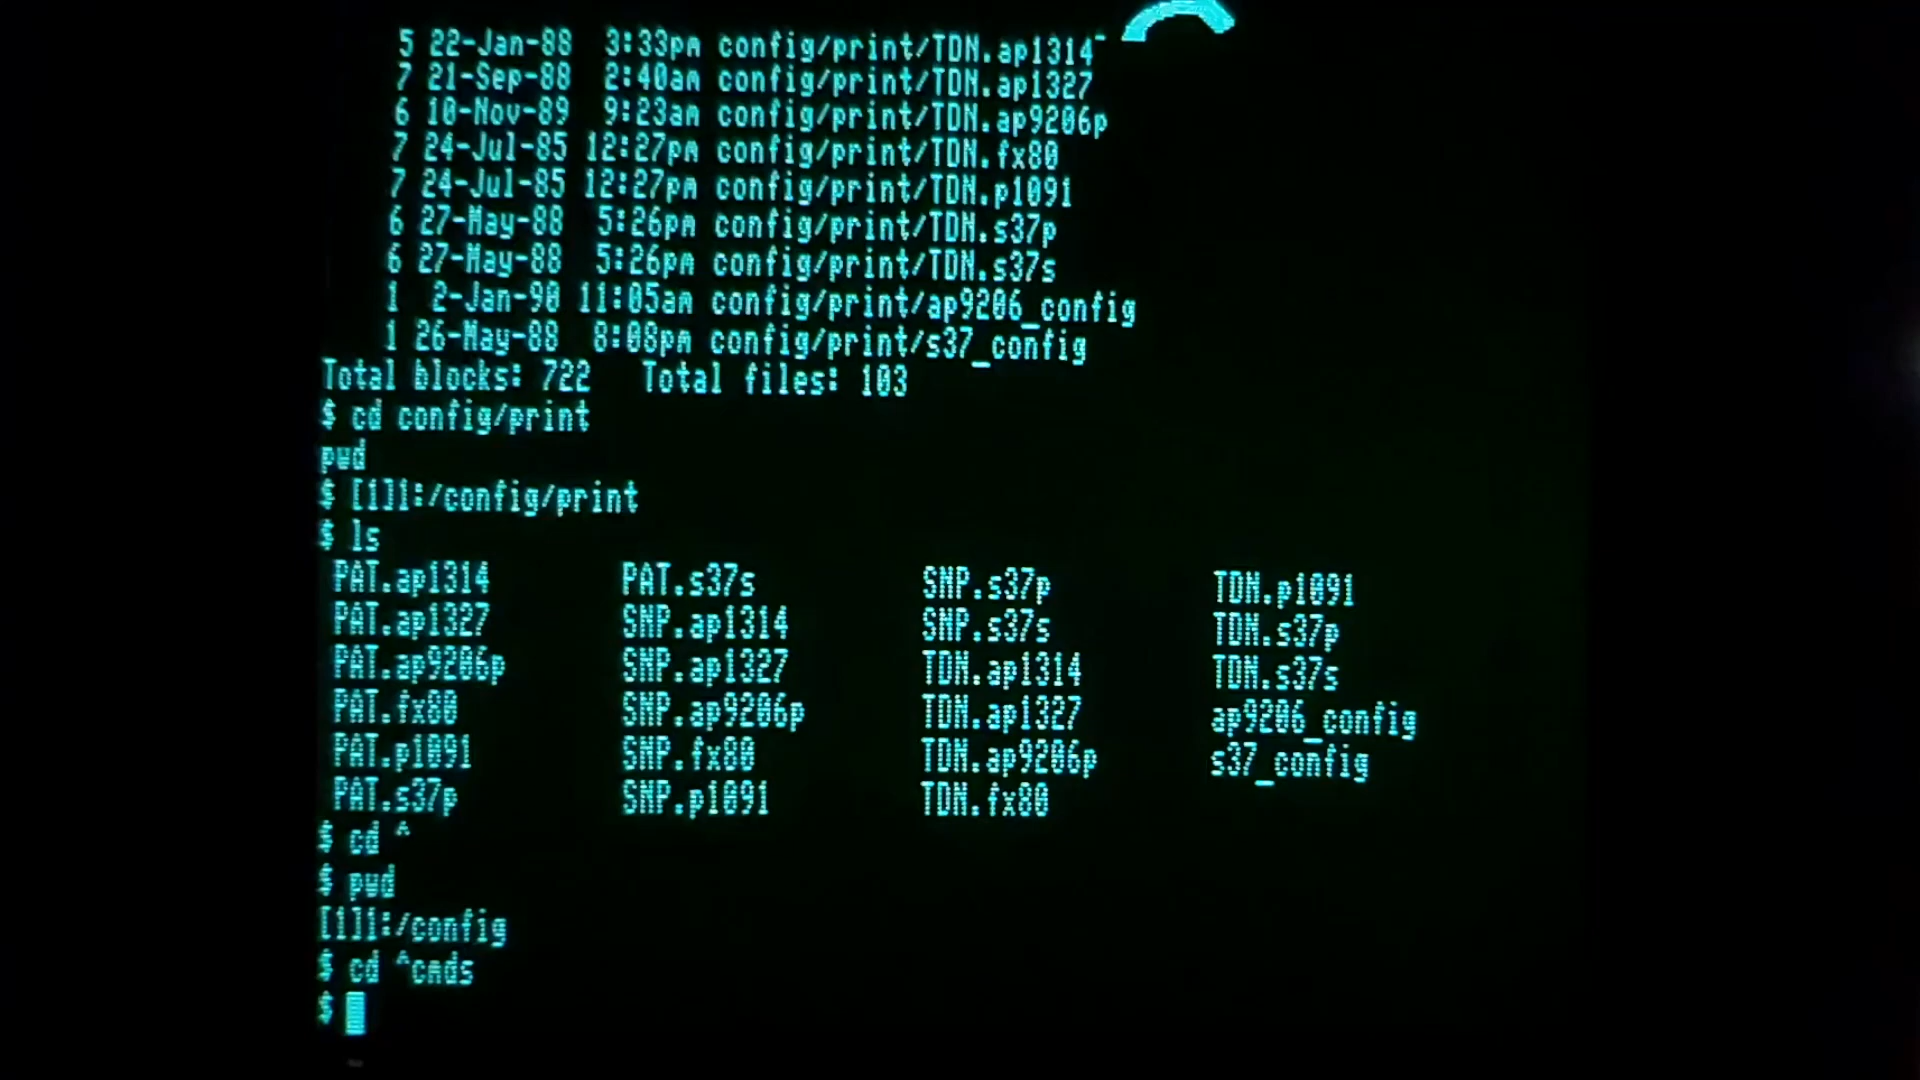 5 22-Jan-88  3:33pm config/print/TDN.ap1314
7 21-Sep-88  2:40am config/print/TDN.ap1327
6 10-Nov-89  9:23am config/print/TDN.ap9206p
7 24-Jul-85 12:27pm config/print/TDN.fx80
7 24-Jul-85 12:27pm config/print/TDN.p1091
6 27-May-88  5:26pm config/print/TDN.s37p
6 27-May-88  5:26pm config/print/TDN.s37s
1  2-Jan-90 11:05am config/print/ap9206_config
1 26-May-88  8:08pm config/print/s37_config
Total blocks: 722   Total files: 103
$ cd config/print
pwd
$ [1]1:/config/print
$ ls
PAT.ap1314 PAT.s37s SNP.s37p TDN.p1091
PAT.ap1327 SNP.ap1314 SNP.s37s TDN.s37p
PAT.ap9206p SNP.ap1327 TDN.ap1314 TDN.s37s
PAT.fx80 SNP.ap9206p TDN.ap1327 ap9206_config
PAT.p1091 SNP.fx80 TDN.ap9206p s37_config
PAT.s37p SNP.p1091 TDN.fx80
$ cd ^
$ pwd
[1]1:/config
$ cd ^cmds
$